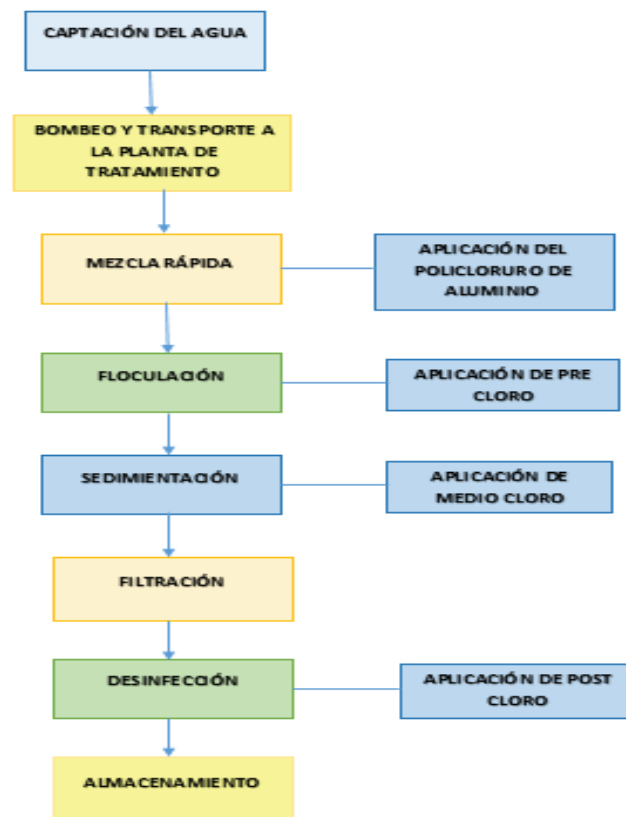 CAPTACIÓN DEL AGUA
BOMBEO Y TRANSPORTE A
LA PLANTA DE
TRATAMIENTO
MEZCLA RÁPIDA
APLICACIÓN DEL
POLICLORURO DE
ALUMINIO
FLOCULACIÓN
APLICACIÓN DE PRE
CLORO
SEDIMIENTACIÓN
APLICACIÓN DE
MEDIO CLORO
FILTRACIÓN
DESINFECCIÓN
APLICACIÓN DE POST
CLORO
ALMACENAMIENTO